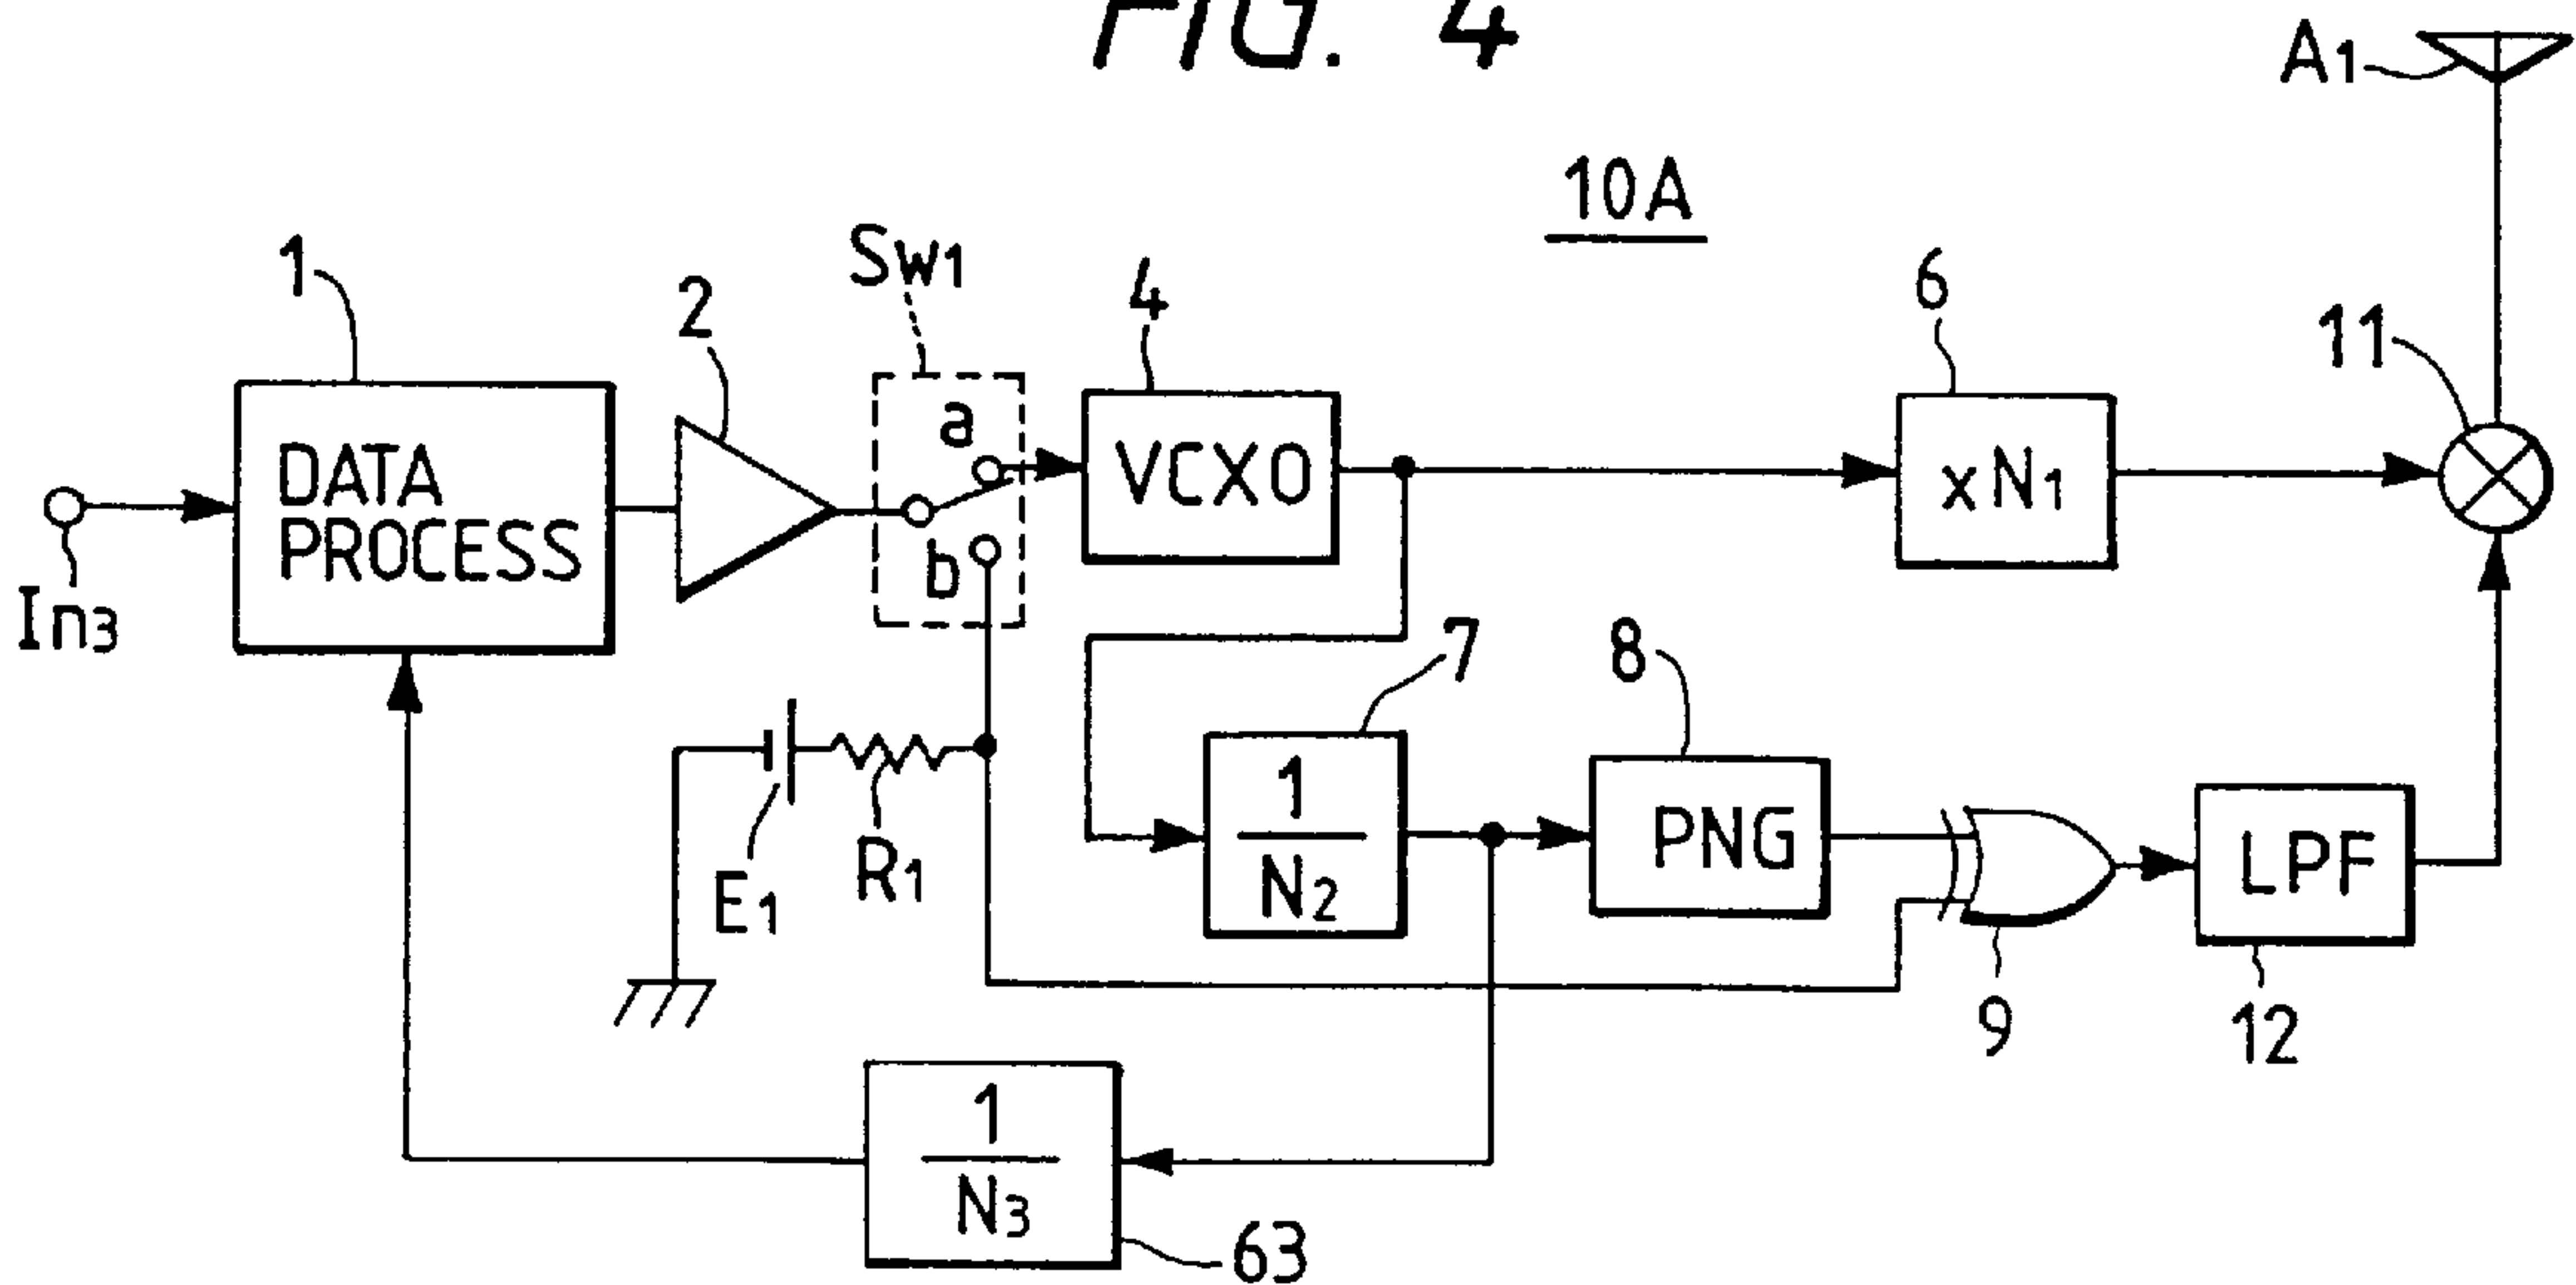 FIG. 4
A1
10A
1
2
Sw1
4
6
11
DATA
PROCESS
a
b
VCXO
xN1
In3
7
8
E1
R1
1
N2
PNG
LPF
9
12
1
N3
63